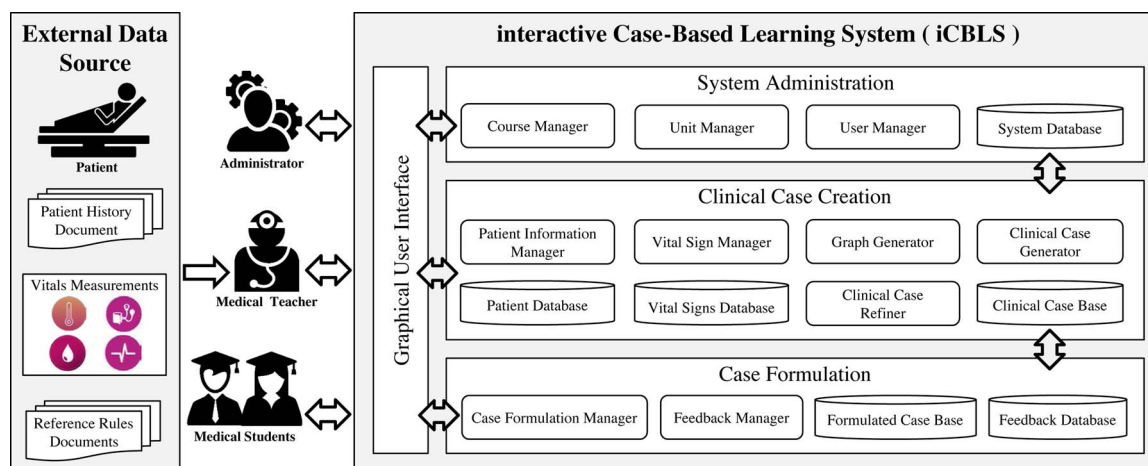 External Data
Source
Patient
Patient History
Document
Vitals Measurements
Reference Rules
Documents
Administrator
Medical Teacher
Medical Students
interactive Case-Based Learning System ( iCBLS )
Graphical User Interface
System Administration
Course Manager
Unit Manager
User Manager
System Database
Clinical Case Creation
Patient Information
Manager
Vital Sign Manager
Graph Generator
Clinical Case
Generator
Patient Database
Vital Signs Database
Clinical Case
Refiner
Clinical Case Base
Case Formulation
Case Formulation Manager
Feedback Manager
Formulated Case Base
Feedback Database